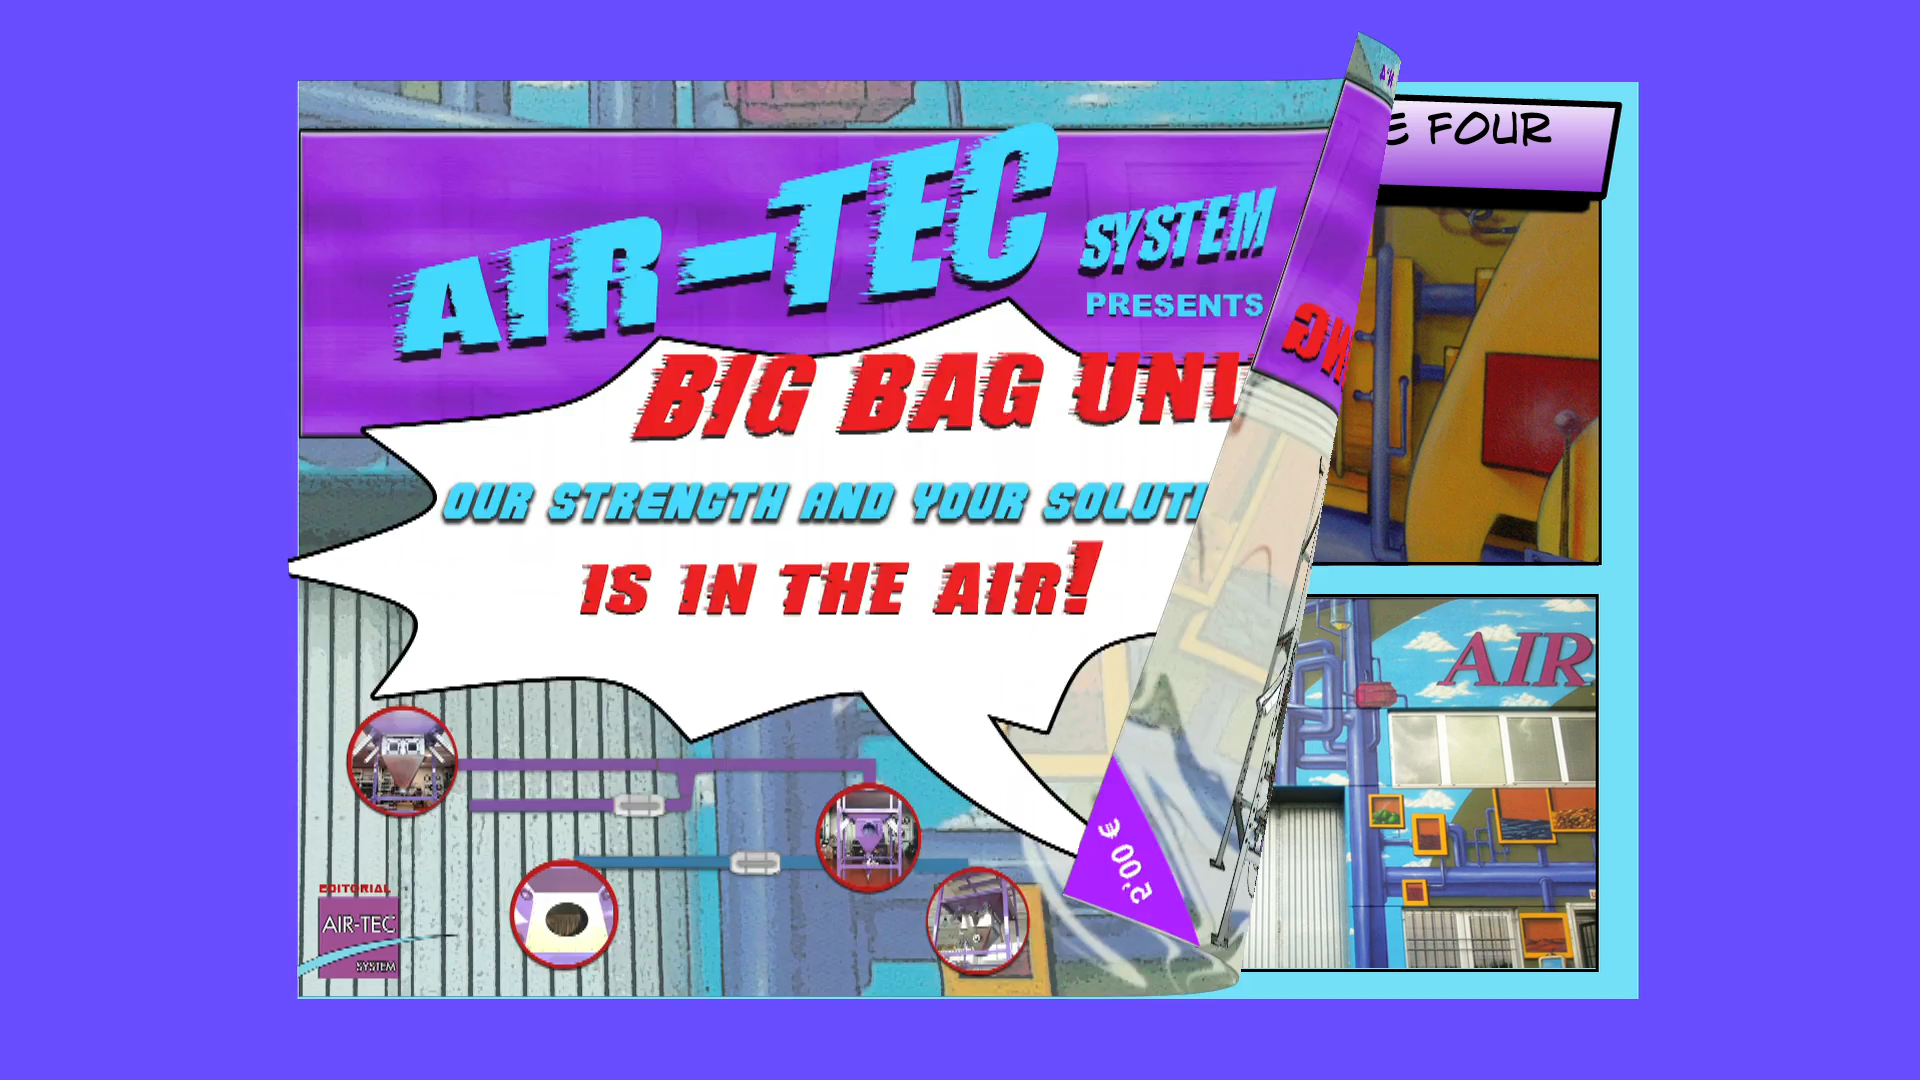 AIR-TEC SYSTEM
PRESENTS
BIG BAG UNL
OUR STRENGTH AND YOUR SOLUTI
IS IN THE AIR!
E FOUR
AIR
5,00 €
EDITORIAL
AIR-TEC
SYSTEM